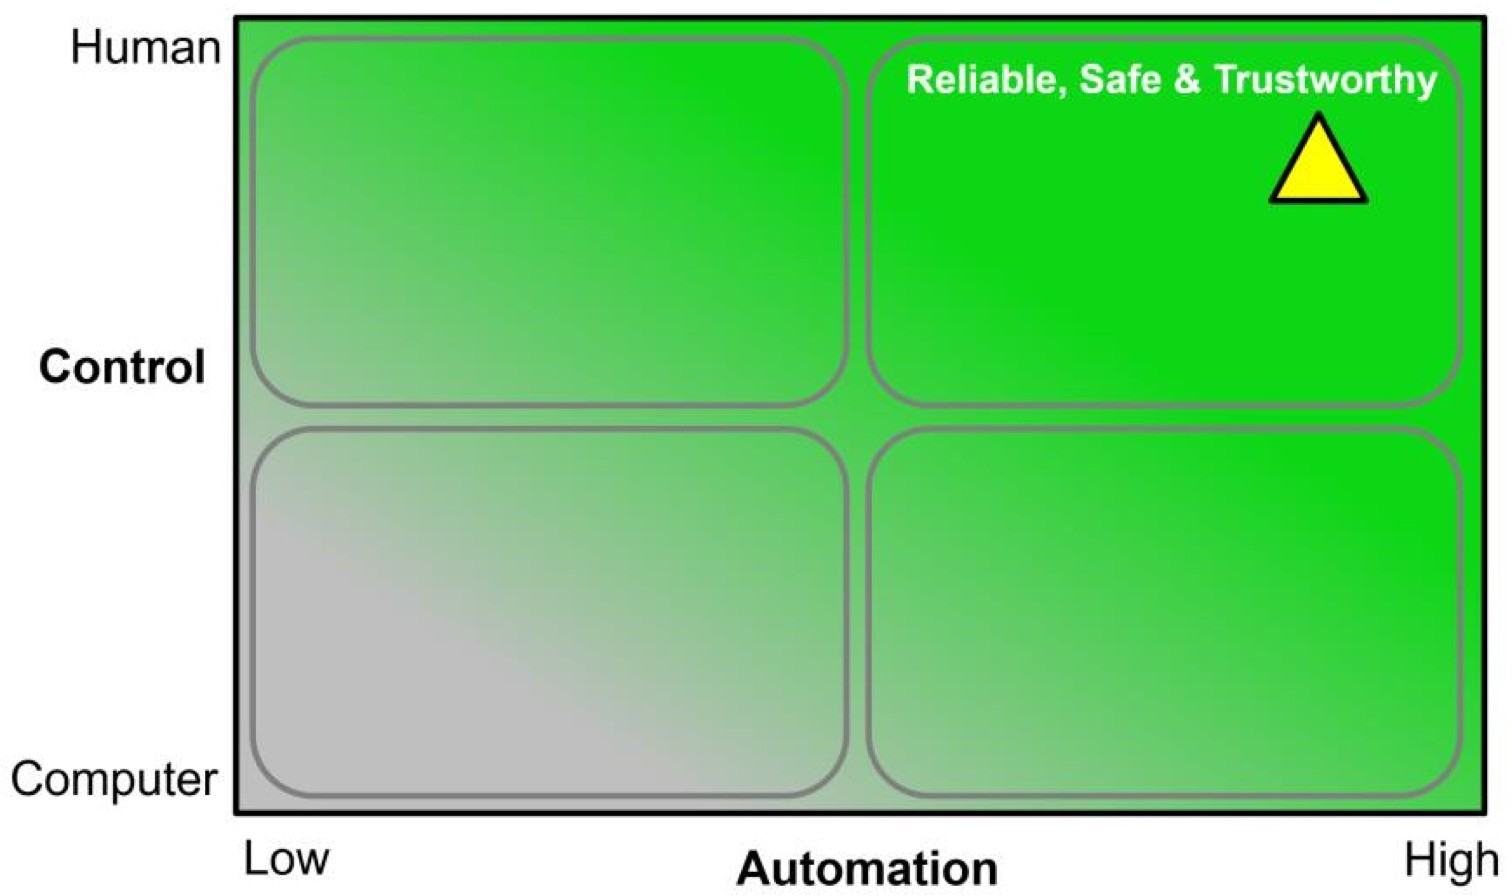 Human
Reliable, Safe & Trustworthy
Control
Computer
Low
Automation
High